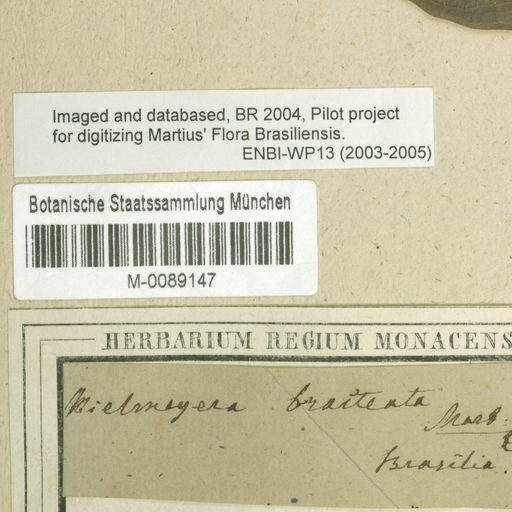 Imaged and databased, BR 2004, Pilot project
for digitizing Martius' Flora Brasiliensis.
ENBI-WP13 (2003-2005)
Botanische Staatssammlung München
M-0089147
HERBARIUM REGIUM MONACENS
Kielmeyera bracteata
Mart.
Brasilia.